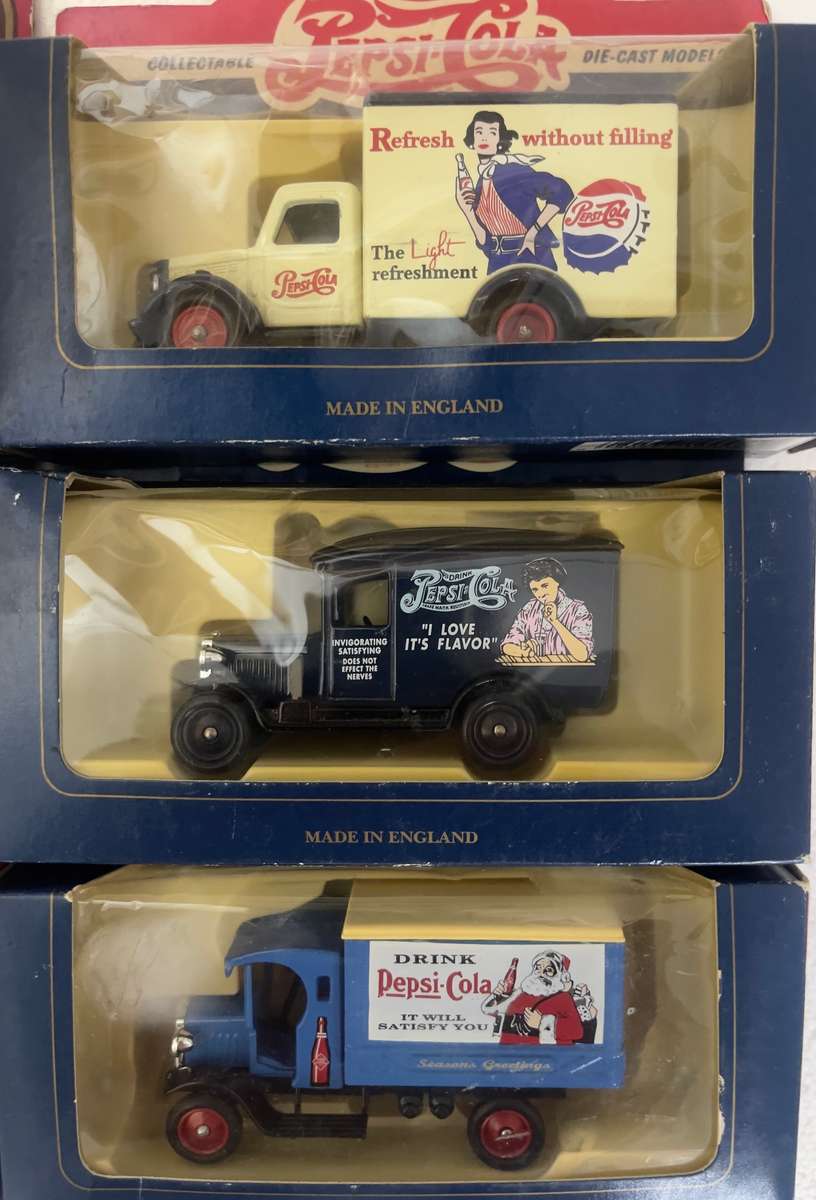 PEPSI-COLA
COLLECTABLE
DIE-CAST MODELS
Refresh without filling
PEPSI-COLA
The Light
refreshment
PEPSI-COLA
MADE IN ENGLAND
DRINK
PEPSI-COLA
"I LOVE
IT'S FLAVOR"
INVIGORATING
SATISFYING
DOES NOT
EFFECT THE
NERVES
MADE IN ENGLAND
DRINK
Pepsi-Cola
IT WILL
SATISFY YOU
Seasons Greetings